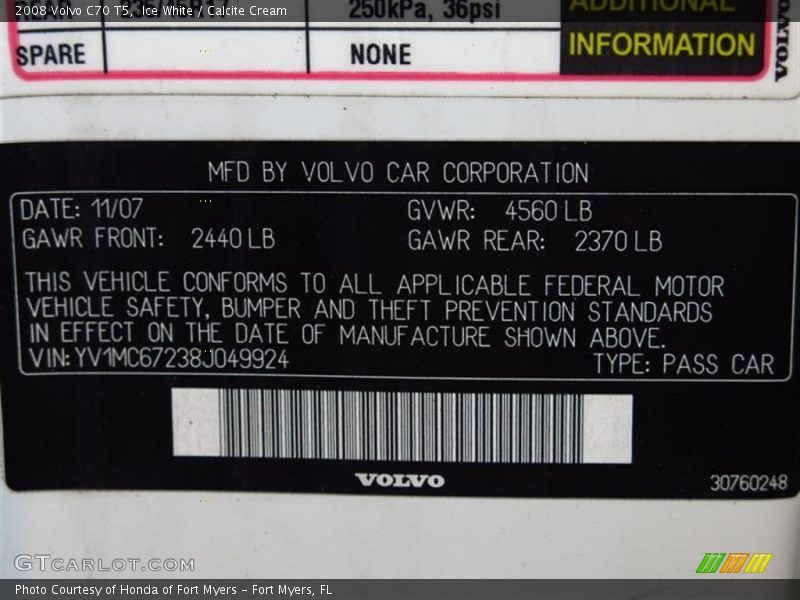 2008 Volvo C70 T5, Ice White / Calcite Cream
250kPa, 36psi
ADDITIONAL
SPARE NONE INFORMATION
VOLVO
MFD BY VOLVO CAR CORPORATION
DATE: 11/07 GVWR: 4560 LB
GAWR FRONT: 2440 LB GAWR REAR: 2370 LB
THIS VEHICLE CONFORMS TO ALL APPLICABLE FEDERAL MOTOR
VEHICLE SAFETY, BUMPER AND THEFT PREVENTION STANDARDS
IN EFFECT ON THE DATE OF MANUFACTURE SHOWN ABOVE.
VIN: YV1MC67238J049924 TYPE: PASS CAR
VOLVO
30760248
GTCARLOT.COM
Photo Courtesy of Honda of Fort Myers - Fort Myers, FL